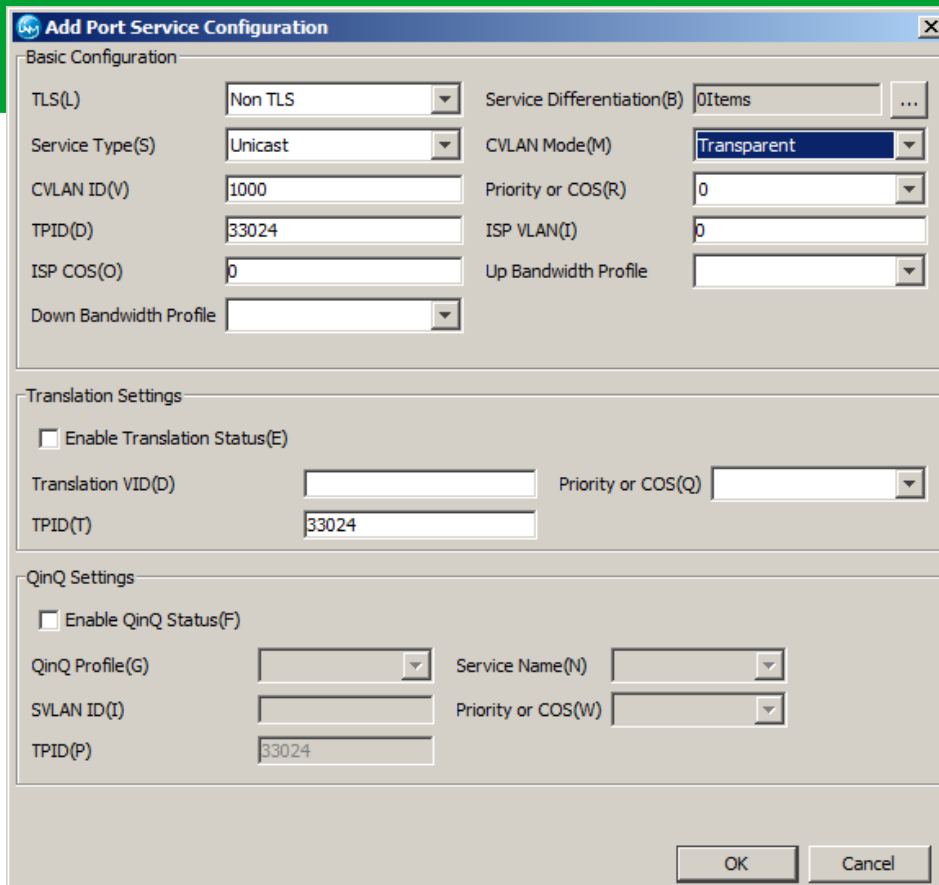 Add Port Service Configuration
Basic Configuration
TLS(L) Non TLS Service Differentiation(B) 0Items ...
Service Type(S) Unicast CVLAN Mode(M) Transparent
CVLAN ID(V) 1000 Priority or COS(R) 0
TPID(D) 33024 ISP VLAN(I) 0
ISP COS(O) 0 Up Bandwidth Profile
Down Bandwidth Profile
Translation Settings
Enable Translation Status(E)
Translation VID(D) Priority or COS(Q)
TPID(T) 33024
QinQ Settings
Enable QinQ Status(F)
QinQ Profile(G) Service Name(N)
SVLAN ID(I) Priority or COS(W)
TPID(P) 33024
OK Cancel